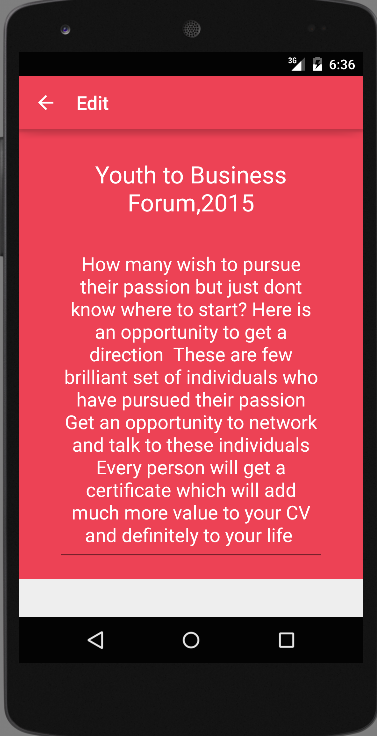 3G 6:36
Edit
Youth to Business
Forum,2015
How many wish to pursue
their passion but just dont
know where to start? Here is
an opportunity to get a
direction  These are few
brilliant set of individuals who
have pursued their passion
Get an opportunity to network
and talk to these individuals
Every person will get a
certificate which will add
much more value to your CV
and definitely to your life